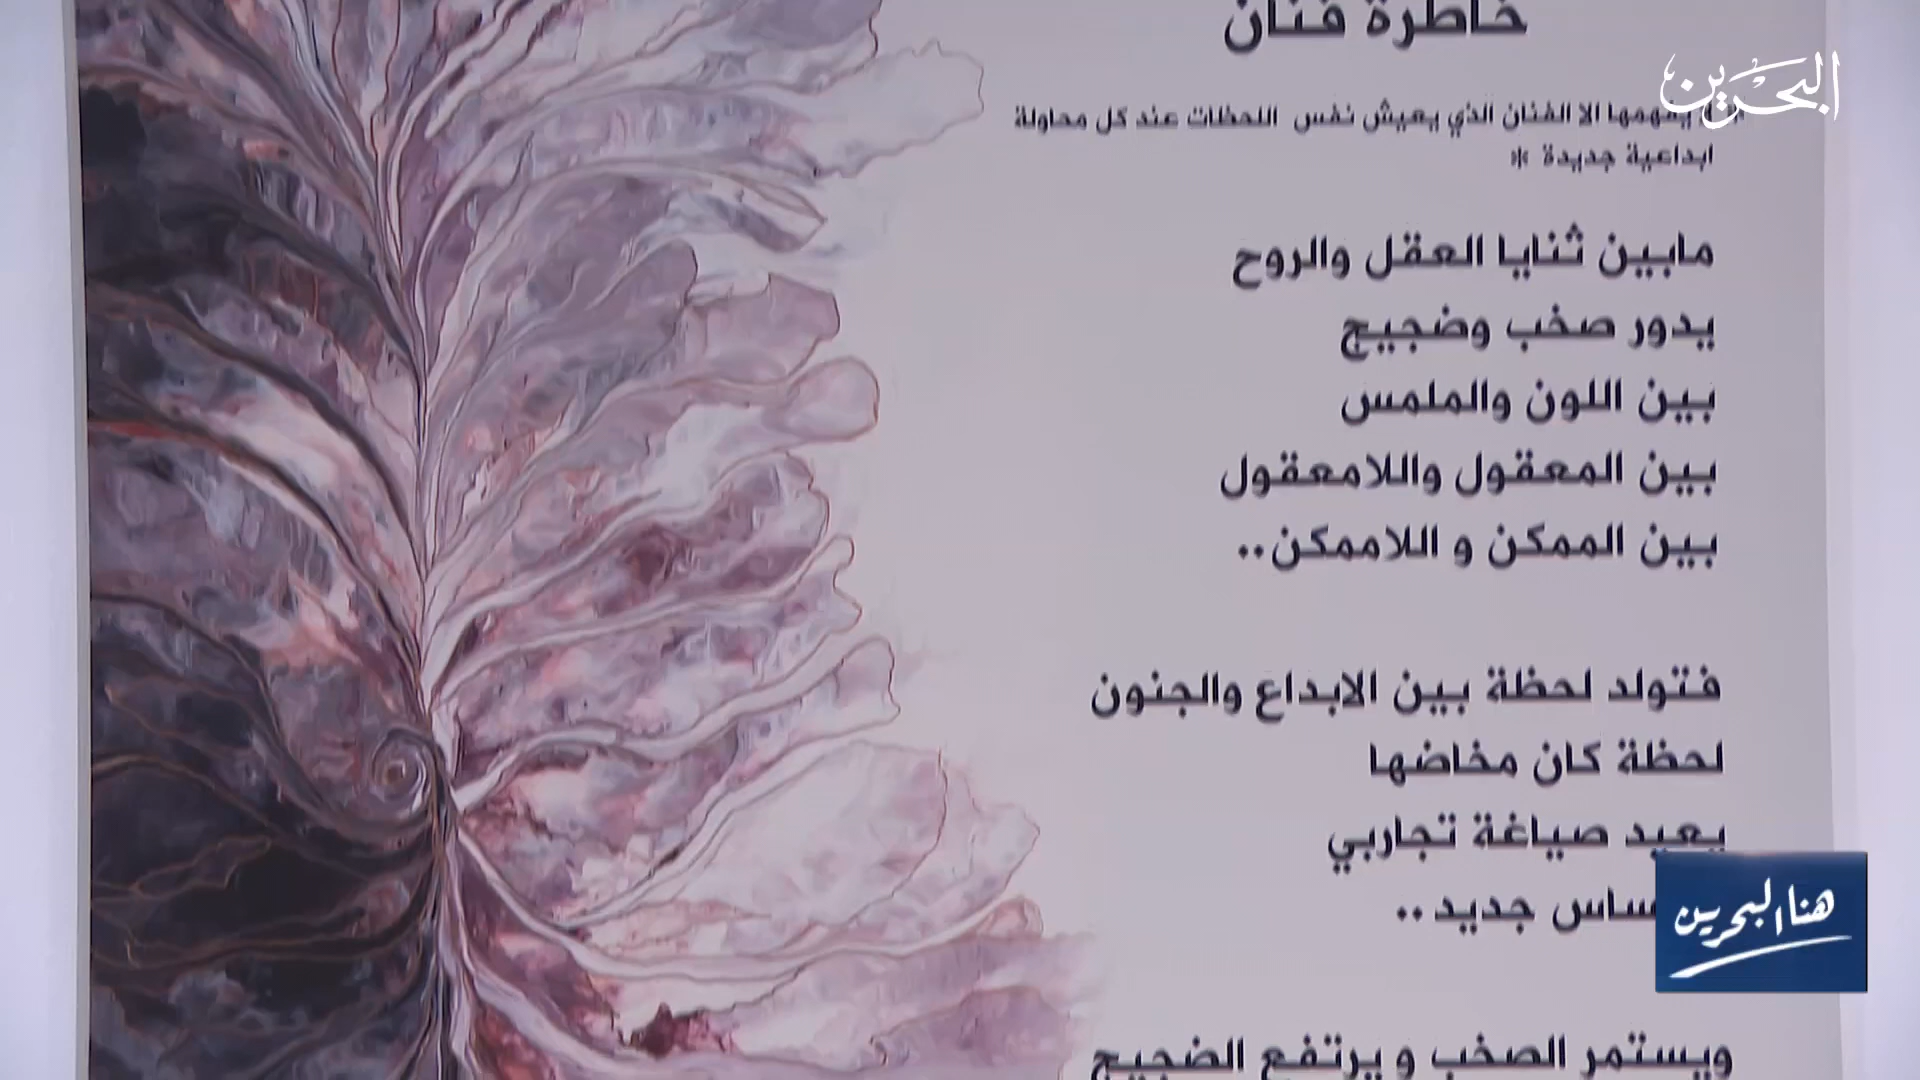 خاطرة فنان
البحرين
يفهمها الا الفنان الذي يعيش نفس اللحظات عند كل محاولة
ابداعية جديدة *
مابين ثنايا العقل والروح
يدور صخب وضجيج
بين اللون والملمس
بين المعقول واللامعقول
بين الممكن و اللاممكن..
فتولد لحظة بين الابداع والجنون
لحظة كان مخاضها
يعيد صياغة تجاربي
جديد..
هنا البحرين
ويستمر الصخب و يرتفع الضجيج